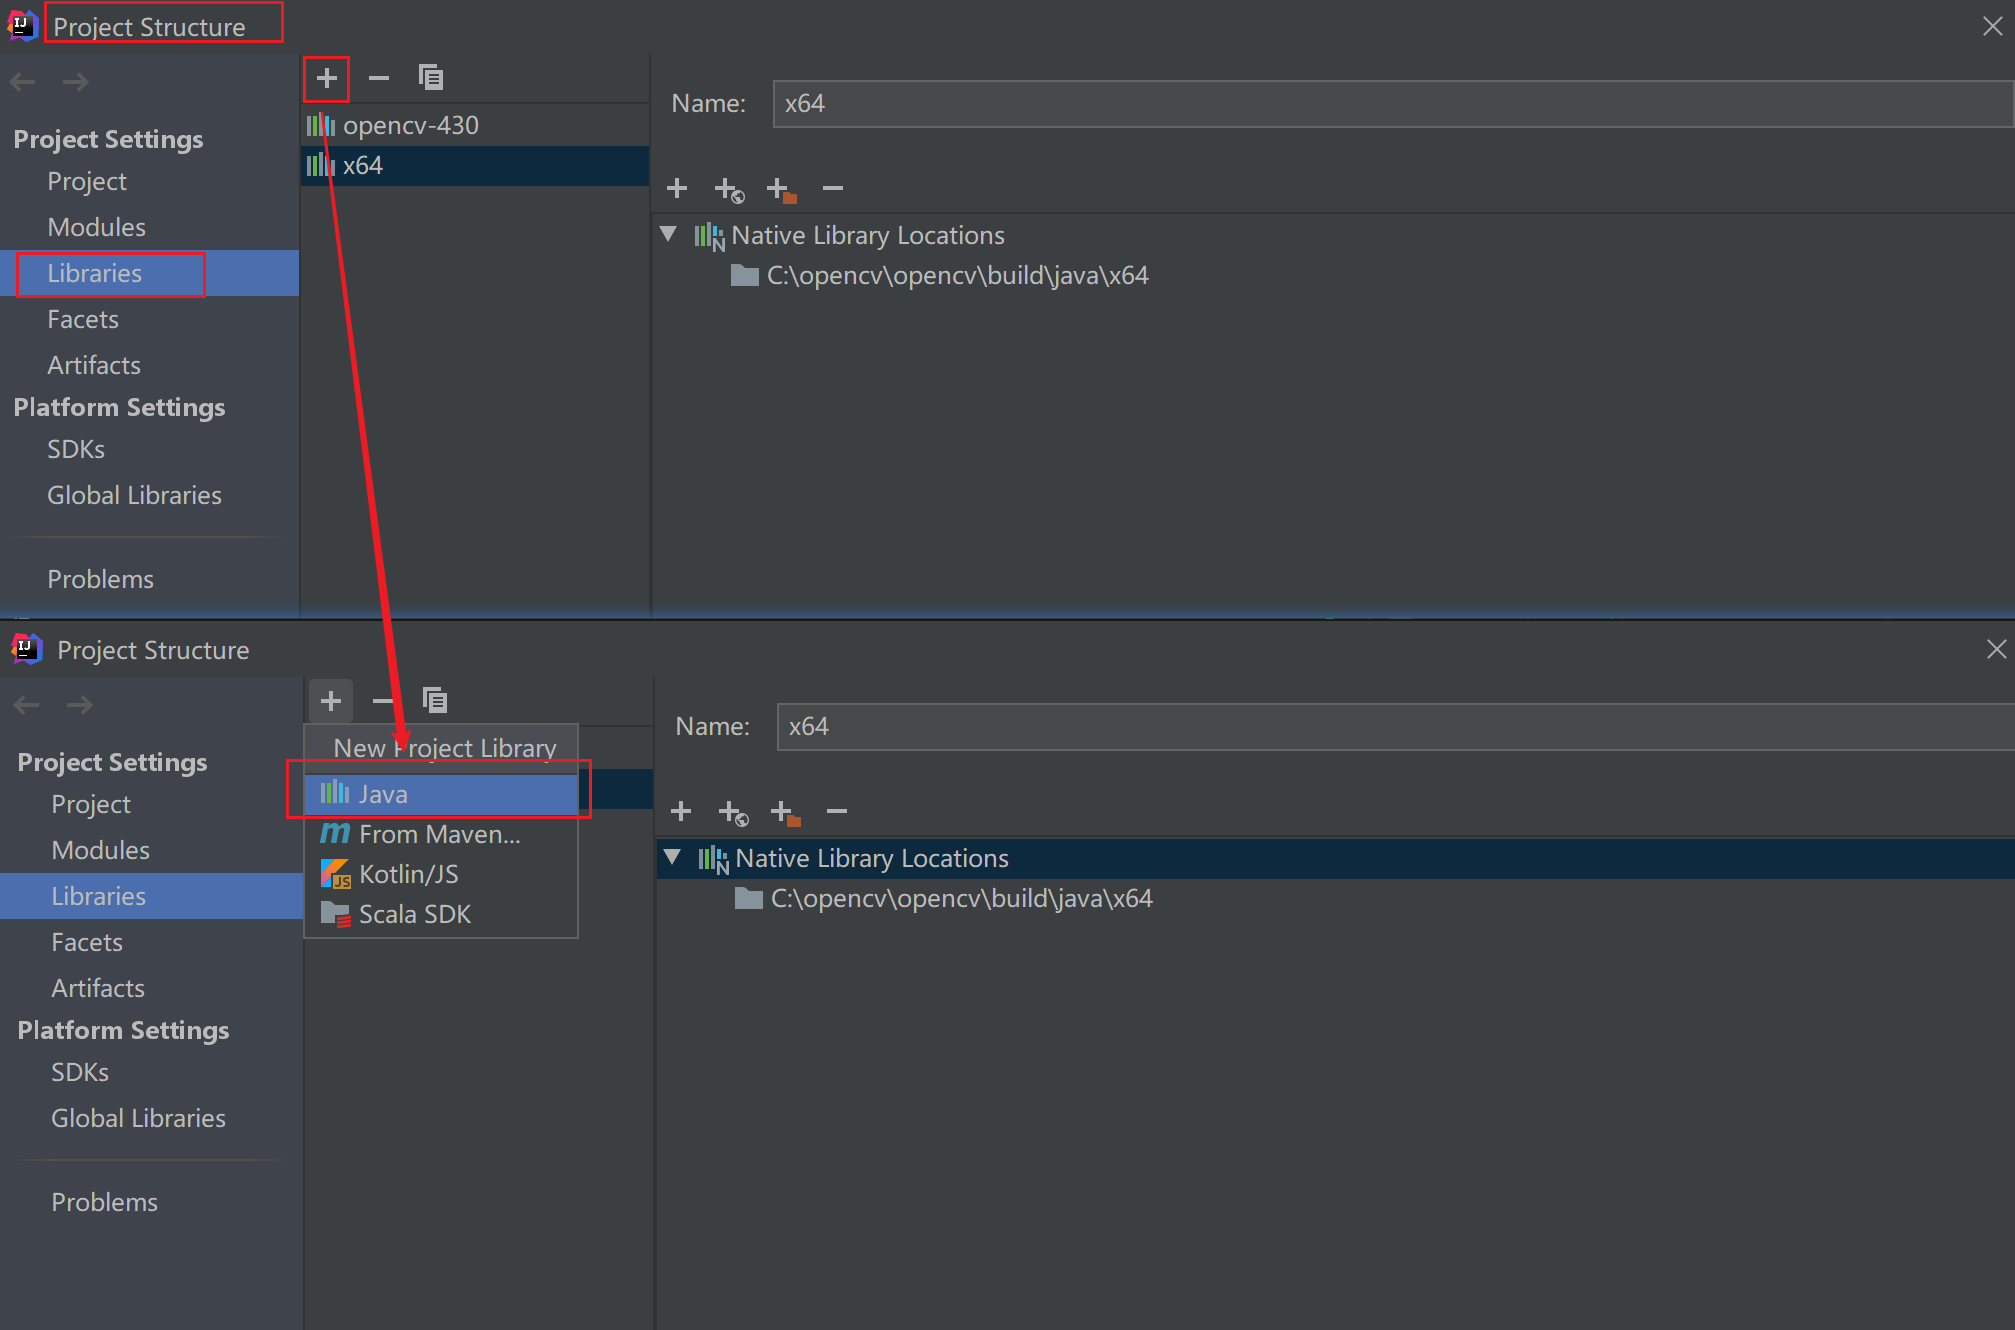 Project Structure
Project Settings
Project
Modules
Libraries
Facets
Artifacts
Platform Settings
SDKs
Global Libraries
Problems
opencv-430
x64
Name: x64
Native Library Locations
C:\opencv\opencv\build\java\x64
Project Structure
Project Settings
Project
Modules
Libraries
Facets
Artifacts
Platform Settings
SDKs
Global Libraries
Problems
New Project Library
Java
From Maven...
Kotlin/JS
Scala SDK
Name: x64
Native Library Locations
C:\opencv\opencv\build\java\x64